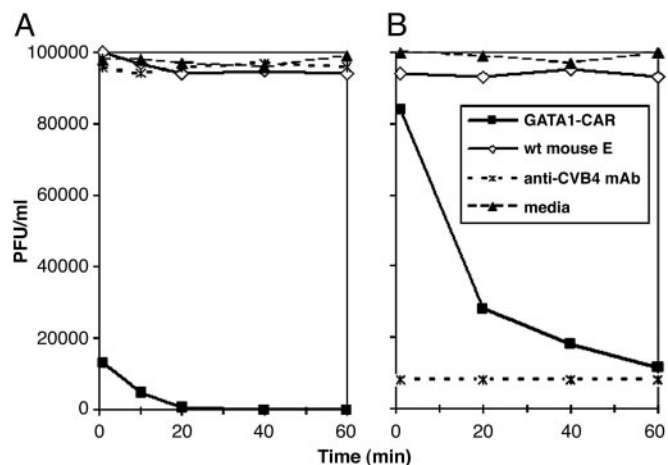 A
B
100000
80000
60000
40000
20000
0
PFU/ml
GATA1-CAR
wt mouse E
anti-CVB4 mAb
media
0 20 40 60
0 20 40 60
Time (min)